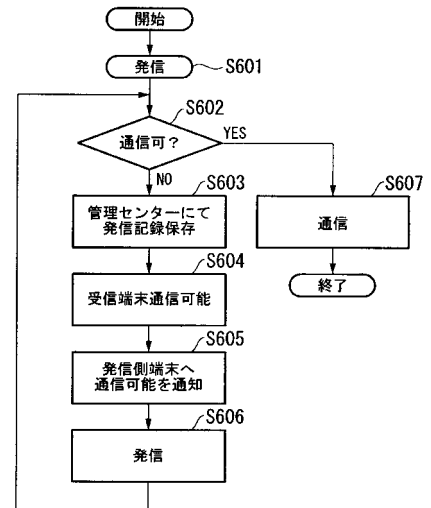 開始
発信
S601
S602
通信可?
YES
NO
S603
管理センターにて
発信記録保存
S607
通信
S604
受信端末通信可能
終了
S605
発信側端末へ
通信可能を通知
S606
発信